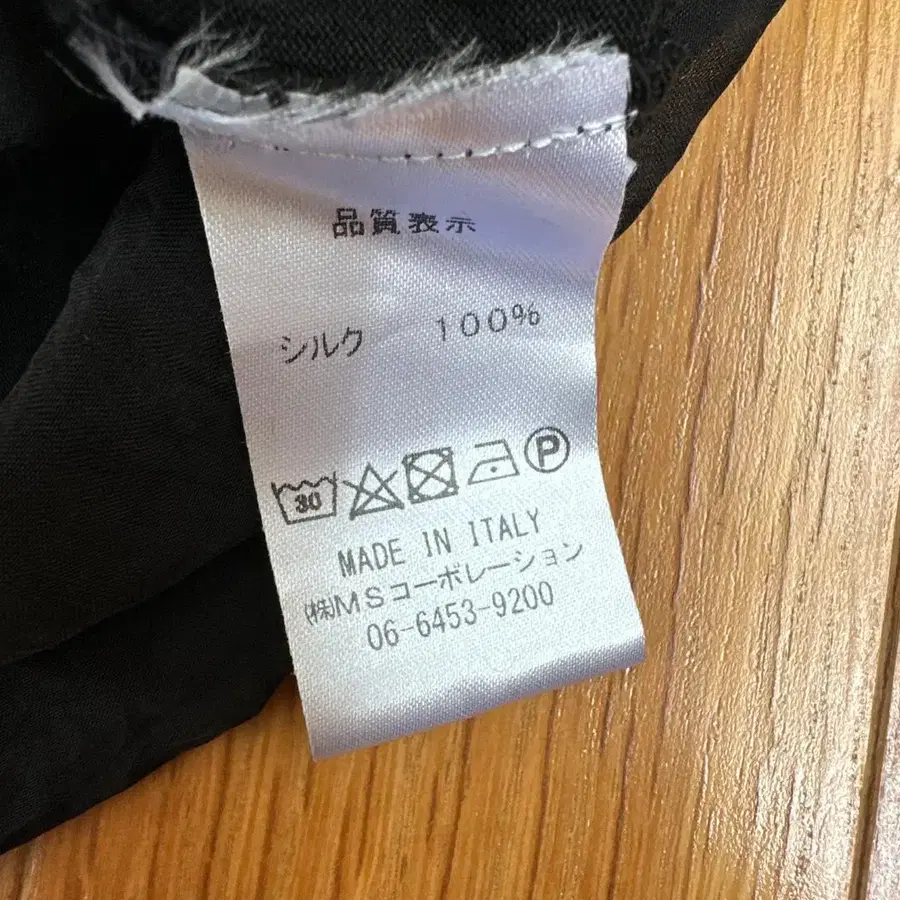 品質表示
シルク 100%
30 P
MADE IN ITALY
(株)MSコーポレーション
06-6453-9200